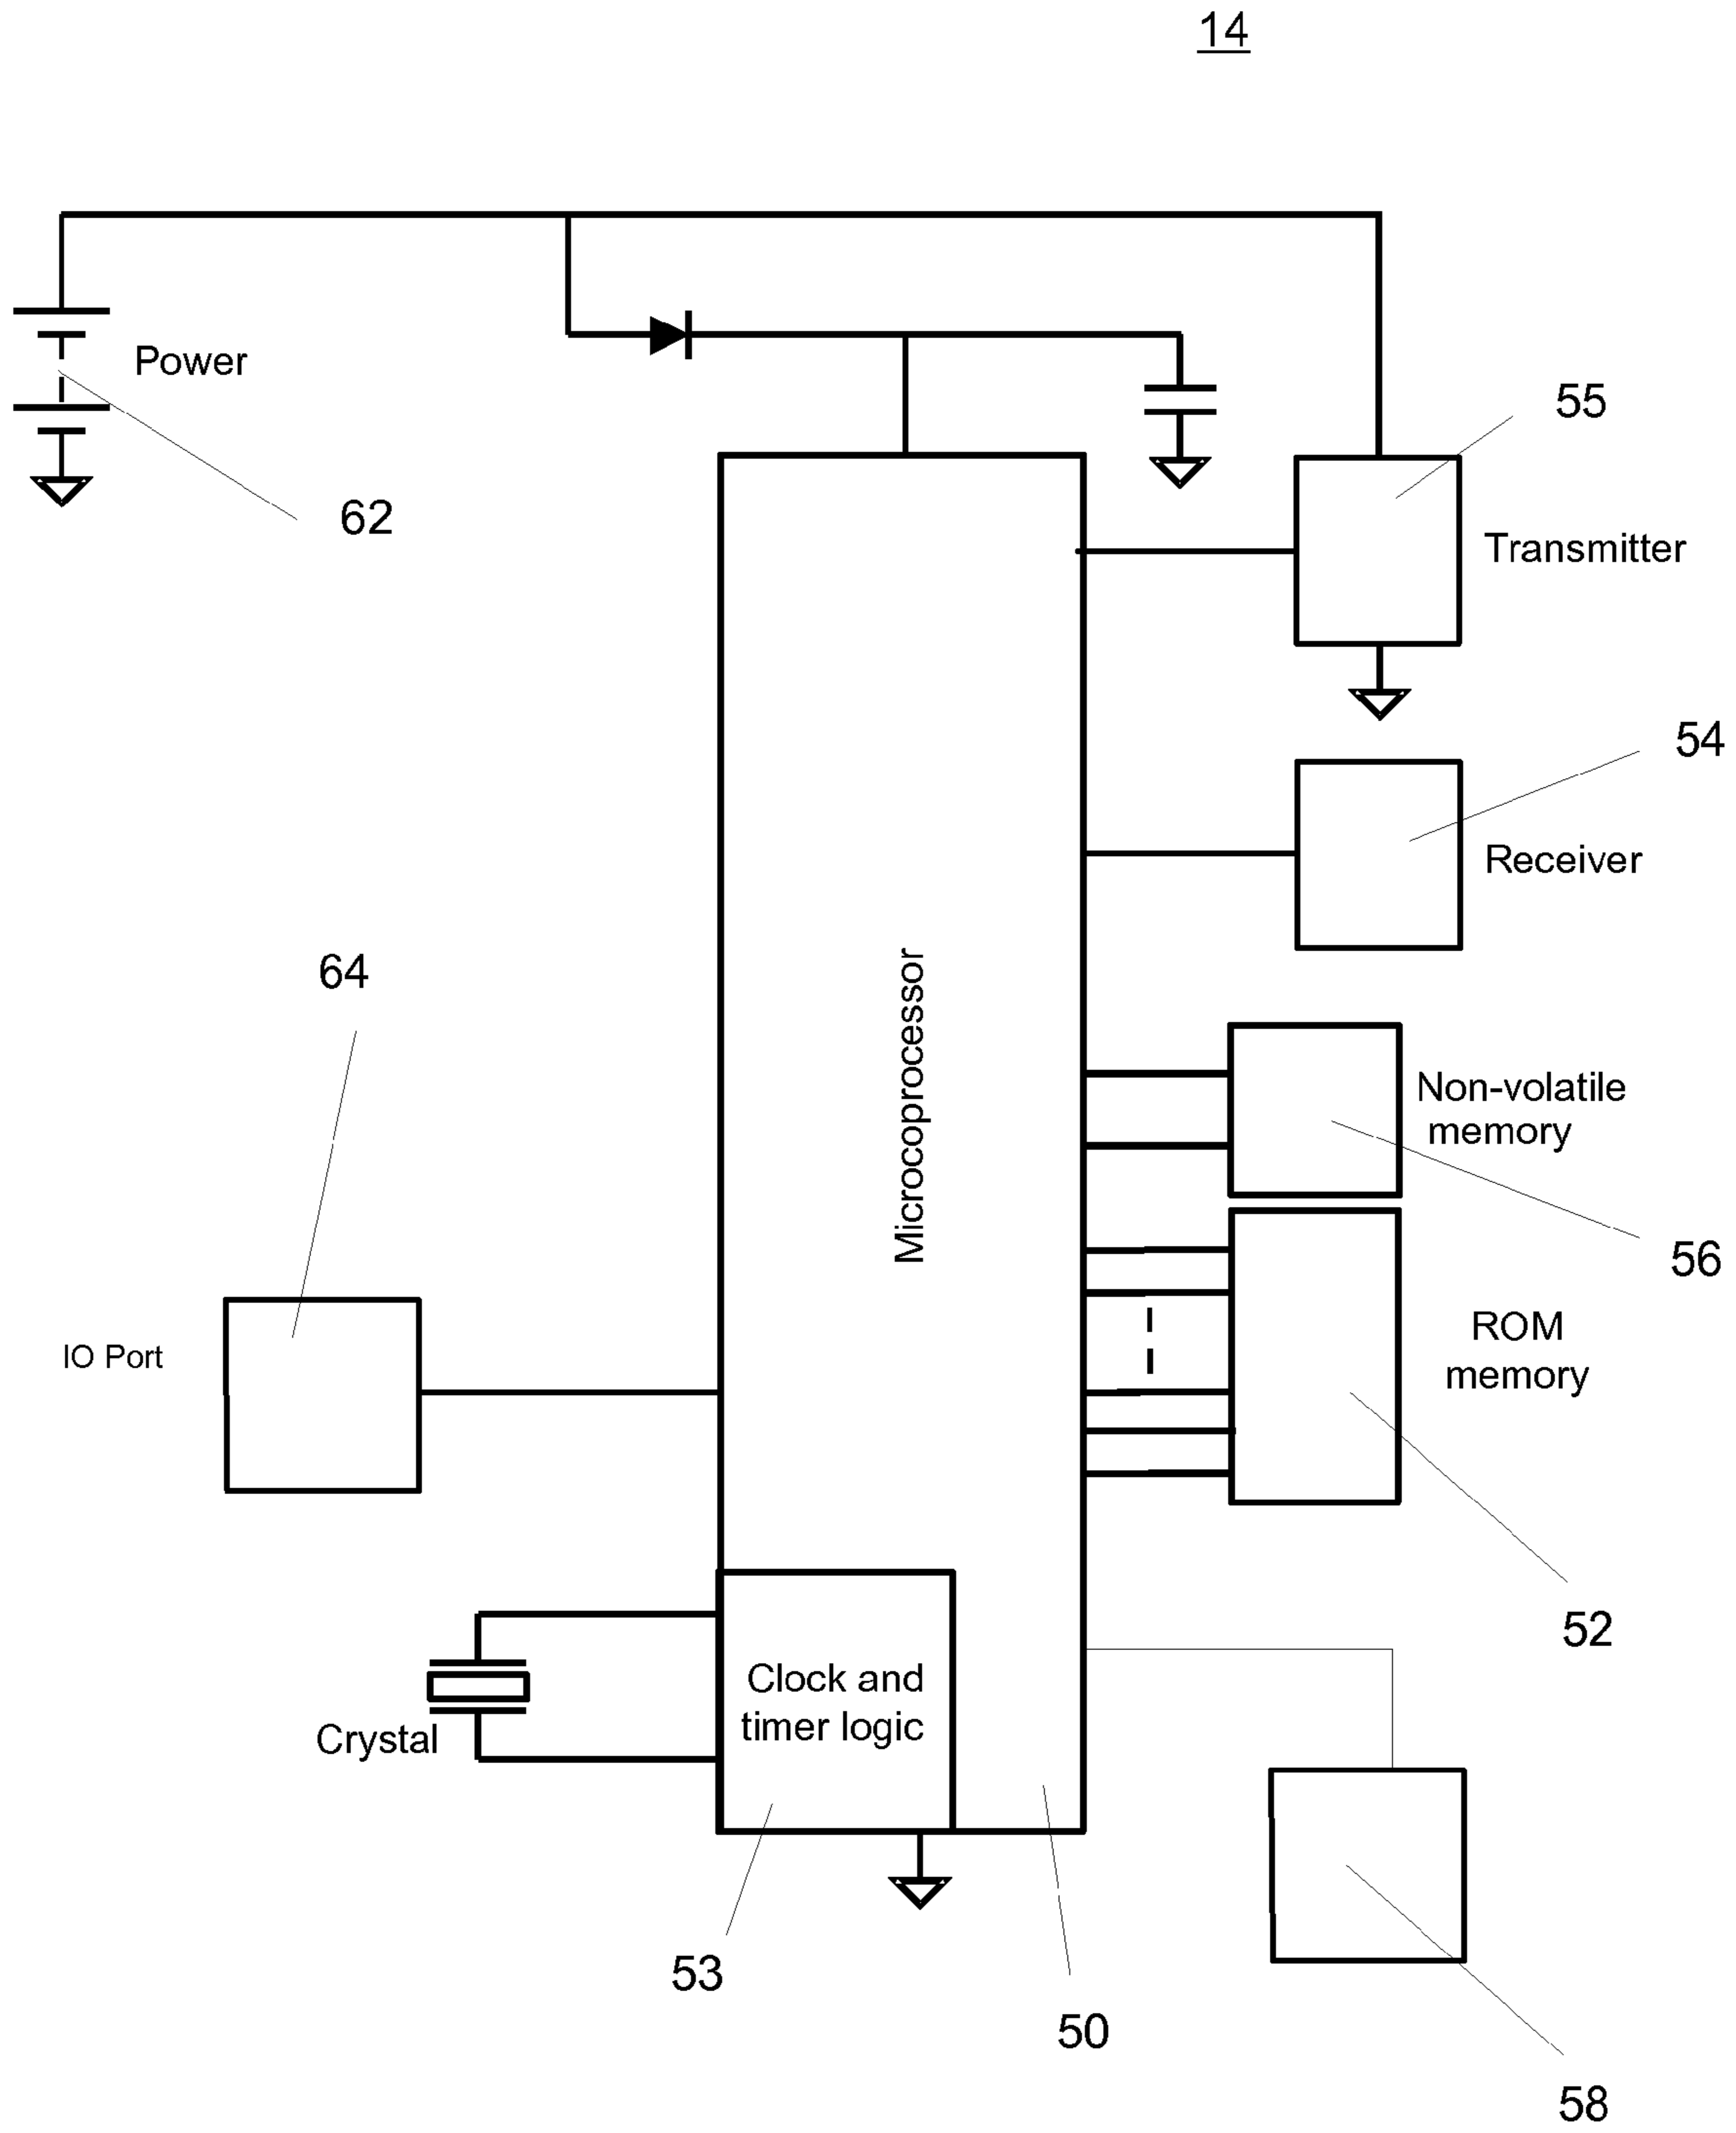 14
Power
55
62
Transmitter
54
Receiver
64
Microcoprocessor
Non-volatile
memory
56
ROM
memory
IO Port
52
Clock and
timer logic
Crystal
53
50
58